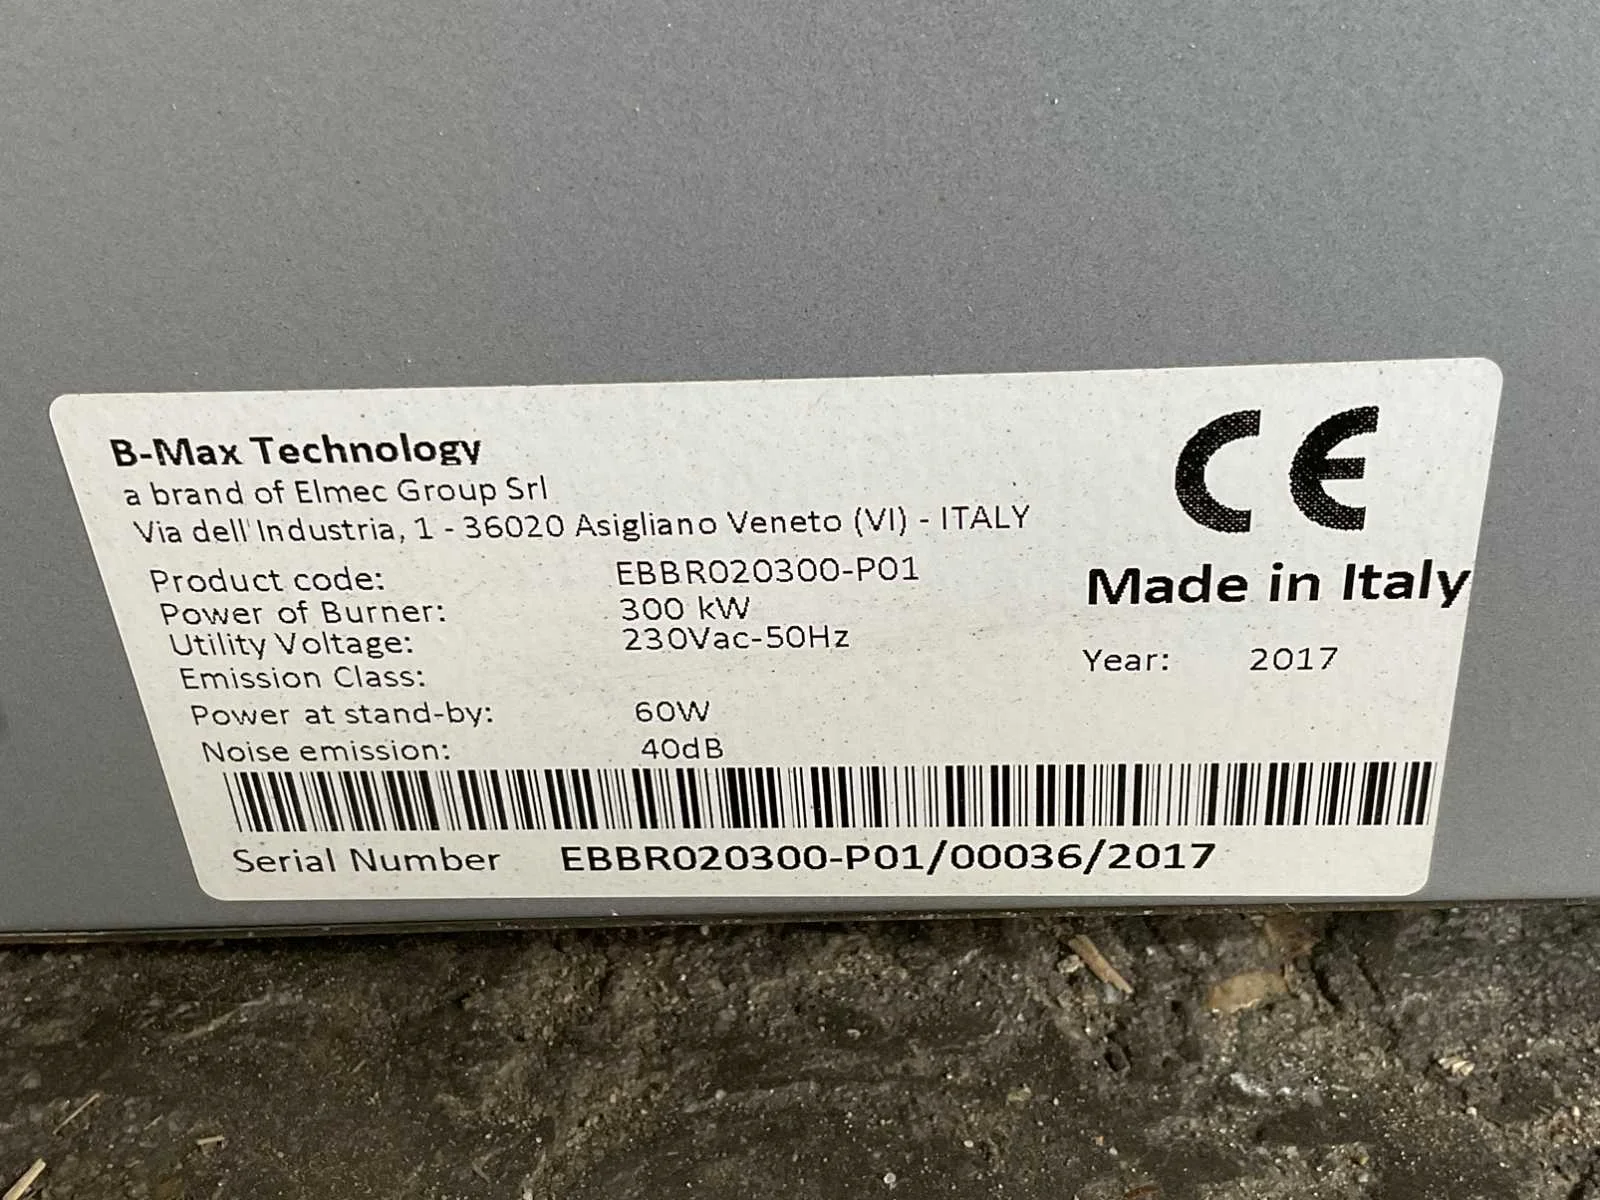 B-Max Technology
a brand of Elmec Group Srl
Via dell'Industria, 1 - 36020 Asigliano Veneto (VI) - ITALY
Product code: EBBR020300-P01
Power of Burner: 300 kW
Utility Voltage: 230Vac-50Hz
Emission Class:
Power at stand-by: 60W
Noise emission: 40dB
CE
Made in Italy
Year: 2017
Serial Number EBBR020300-P01/00036/2017